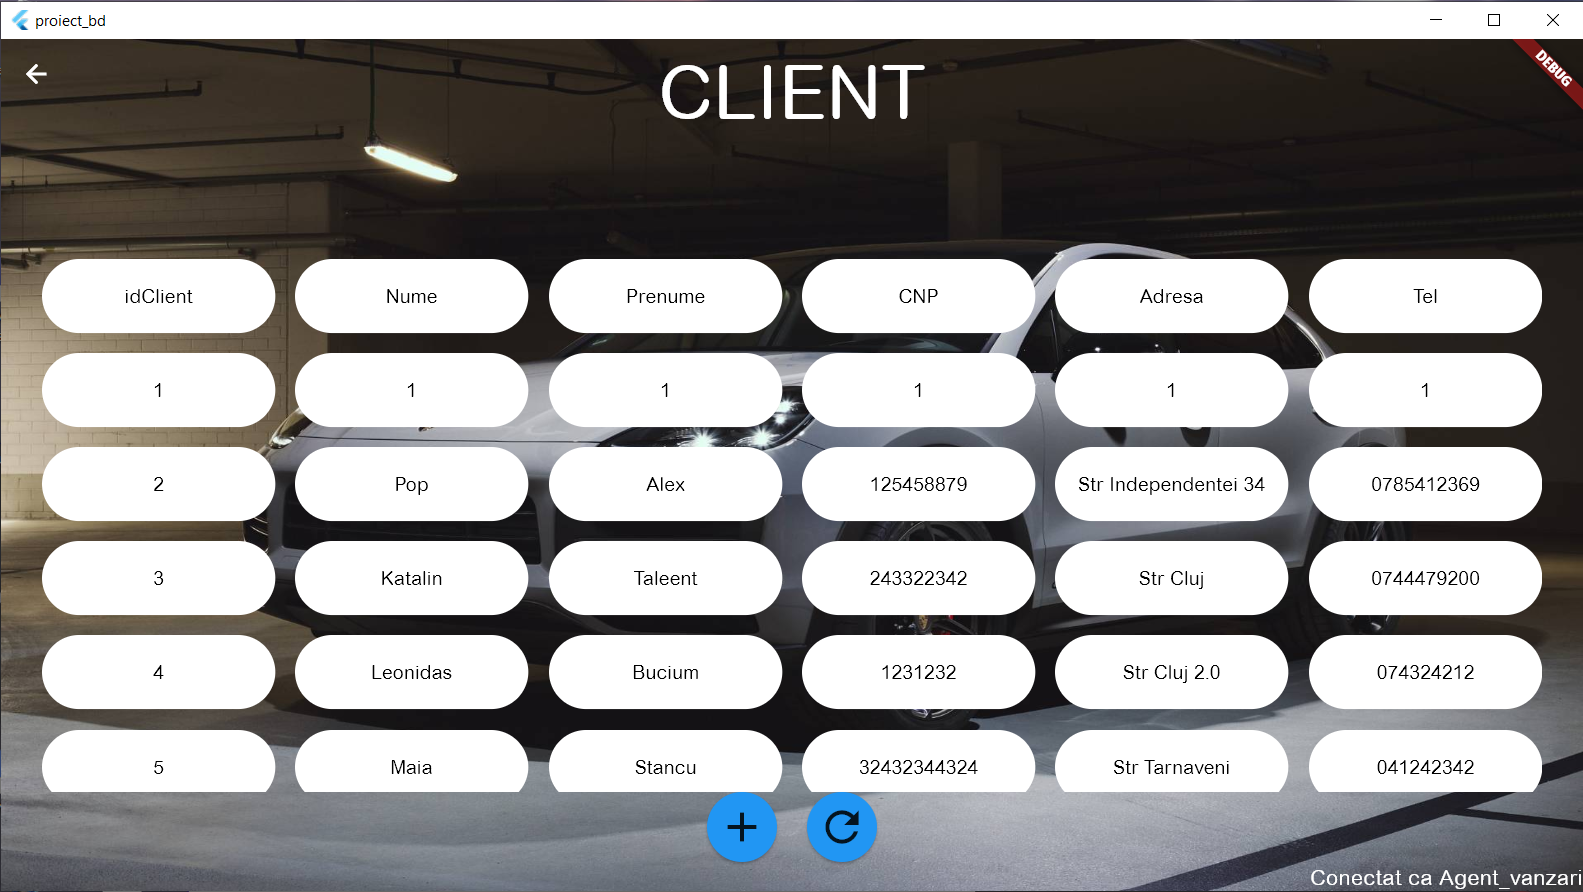 proiect_bd
DEBUG
CLIENT
idClient Nume Prenume CNP Adresa Tel
1 1 1 1 1 1
2 Pop Alex 125458879 Str Independentei 34 0785412369
3 Katalin Taleent 243322342 Str Cluj 0744479200
4 Leonidas Bucium 1231232 Str Cluj 2.0 074324212
5 Maia Stancu 32432344324 Str Tarnaveni 041242342
Conectat ca Agent_vanzari